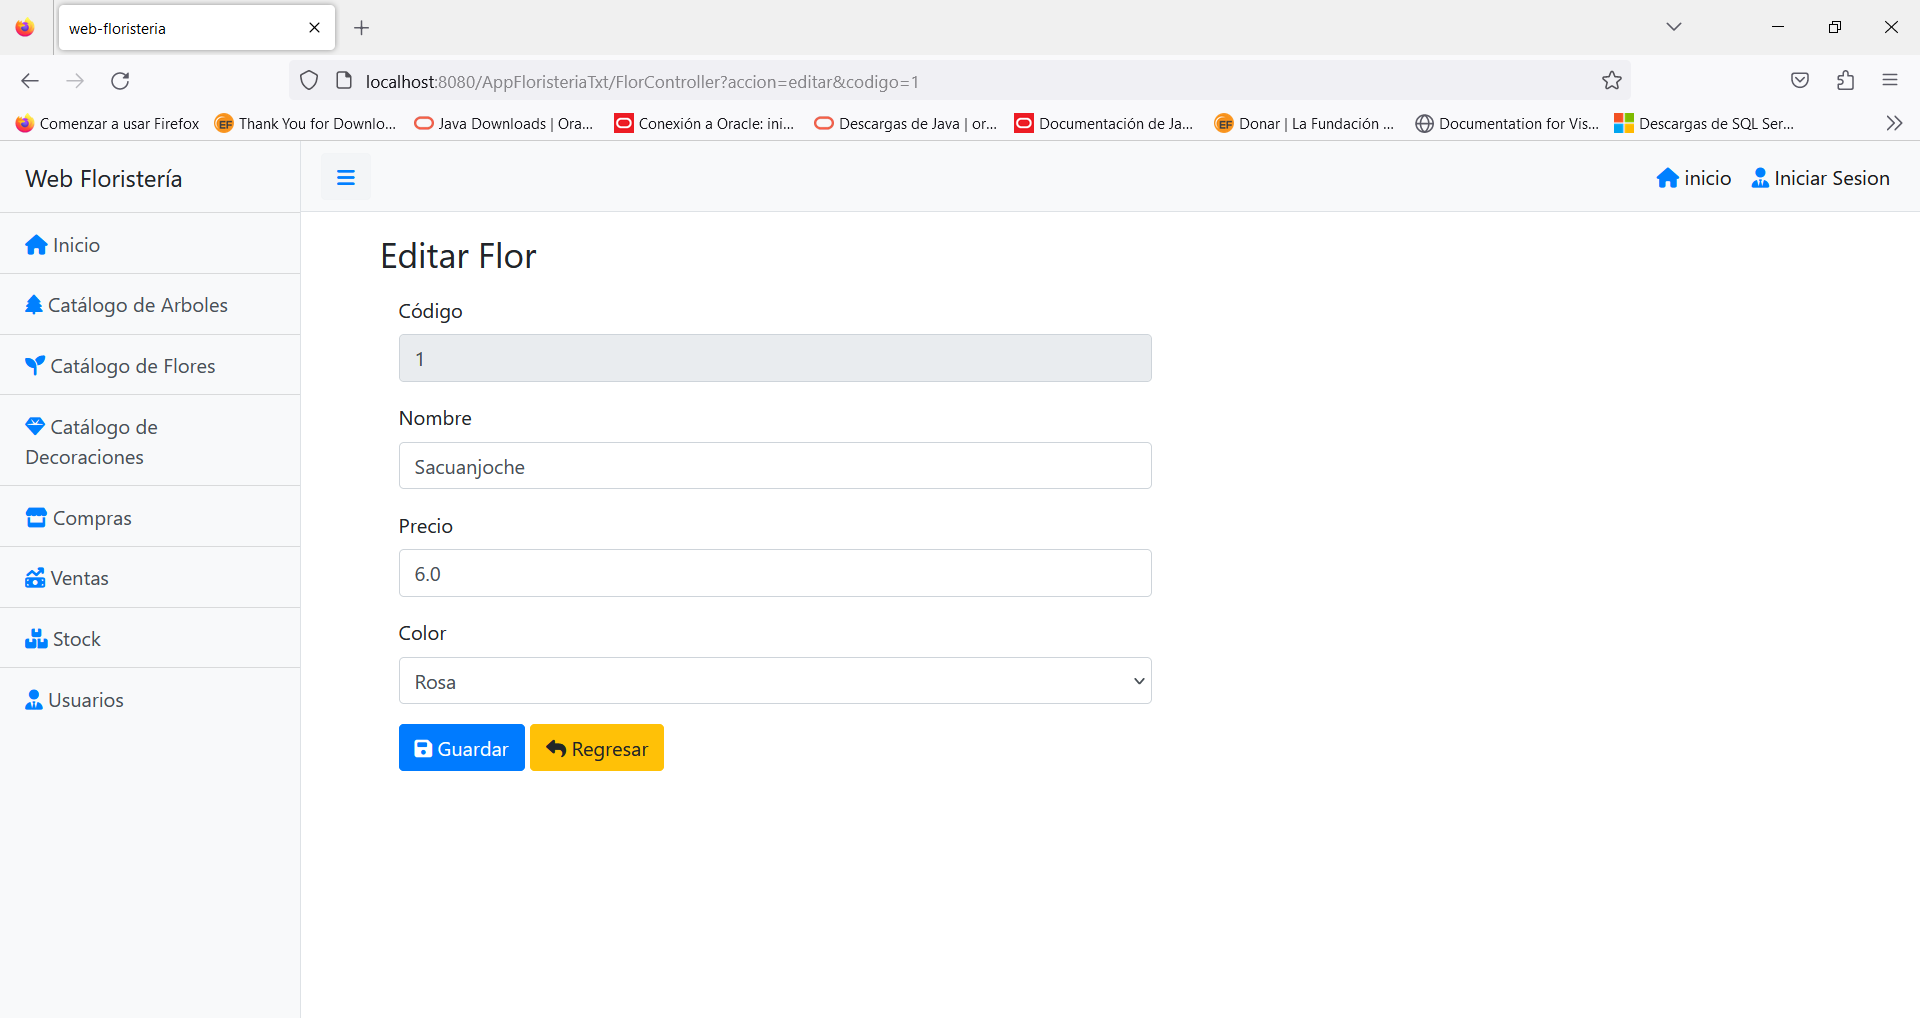 web-floristeria
localhost:8080/AppFloristeriaTxt/FlorController?accion=editar&codigo=1
Comenzar a usar Firefox
Thank You for Downlo...
Java Downloads | Ora...
Conexión a Oracle: ini...
Descargas de Java | or...
Documentación de Ja...
Donar | La Fundación ...
Documentation for Vis...
Descargas de SQL Ser...
Web Floristería
inicio
Iniciar Sesion
Inicio
Catálogo de Arboles
Catálogo de Flores
Catálogo de
Decoraciones
Compras
Ventas
Stock
Usuarios
Editar Flor
Código
1
Nombre
Sacuanjoche
Precio
6.0
Color
Rosa
Guardar
Regresar